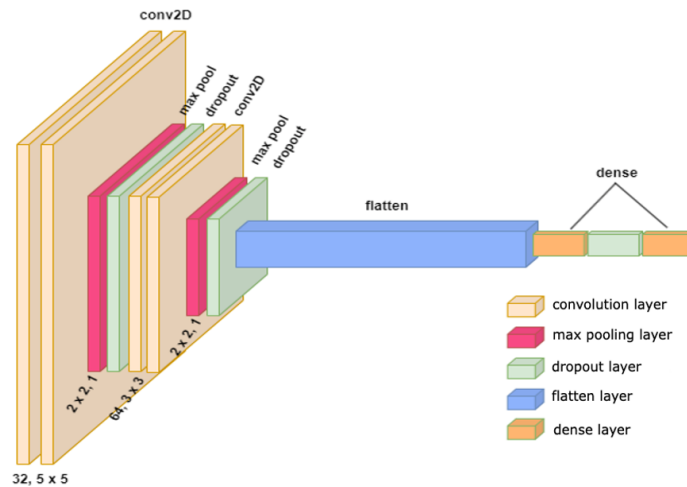 conv2D
max pool
dropout
conv2D
max pool
dropout
flatten
dense
2 x 2, 1
64, 3 x 3
2 x 2, 1
32, 5 x 5
convolution layer
max pooling layer
dropout layer
flatten layer
dense layer